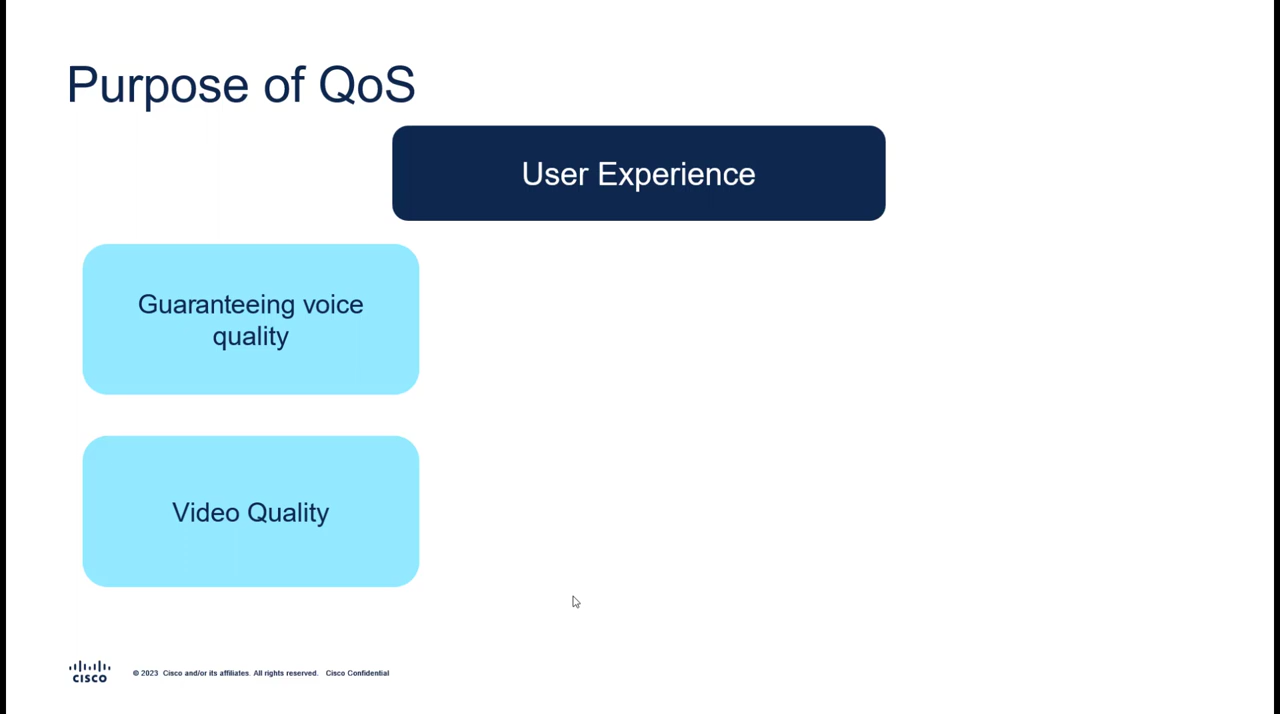 Purpose of QoS
User Experience
Guaranteeing voice
quality
Video Quality
CISCO
© 2023 Cisco and/or its affiliates. All rights reserved. Cisco Confidential